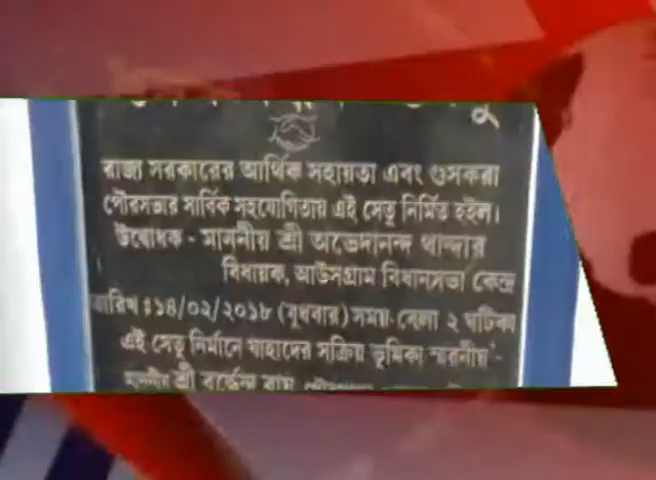 রাজ্য সরকারের আর্থিক সহায়তা এবং গুসকরা
পৌরসভার সার্বিক সহযোগিতায় এই সেতু নির্মিত হইল।
উদ্বোধক - মাননীয় শ্রী অভেদানন্দ থান্দার
বিধায়ক, আউসগ্রাম বিধানসভা কেন্দ্র
তারিখ ঃ১৪/০২/২০১৮ (বুধবার) সময়-বেলা ২ ঘটিকা
এই সেতু নির্মানে যাহাদের সক্রিয় ভূমিকা স্মরনীয়'-
মাননীয় শ্রী